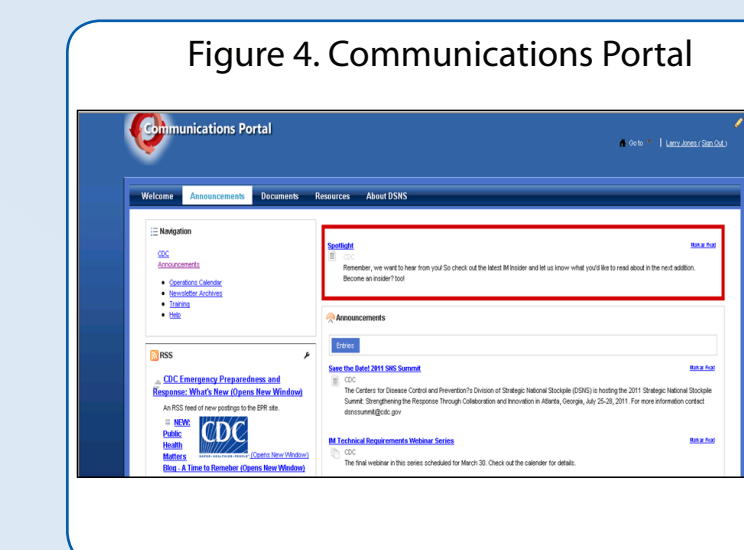 Figure 4. Communications Portal
Communications Portal
Go to | Larry Jones ( Sign Out )
Welcome Announcements Documents Resources About DSNS
Navigation
CDC
Announcements
Operations Calendar
Newsletter Archives
Training
Help
Spotlight Mark as Read
CDC
Remember, we want to hear from you! So check out the latest IM Insider and let us know what you'd like to read about in the next addition.
Become an insider? too!
Announcements
Entries
Save the Date! 2011 SNS Summit Mark as Read
CDC
The Centers for Disease Control and Prevention?s Division of Strategic National Stockpile (DSNS) is hosting the 2011 Strategic National Stockpile
Summit: Strengthening the Response Through Collaboration and Innovation in Atlanta, Georgia, July 25-28, 2011. For more information contact
dsnssummit@cdc.gov
IM Technical Requirements Webinar Series Mark as Read
CDC
The final webinar in this series scheduled for March 30. Check out the calender for details.
RSS
CDC Emergency Preparedness and
Response: What's New (Opens New Window)
An RSS feed of new postings to the EPR site.
NEW:
Public
Health
Matters
CDC
SAFER·HEALTHIER·PEOPLE
(Opens New Window)
Blog - A Time to Remeber (Opens New Window)